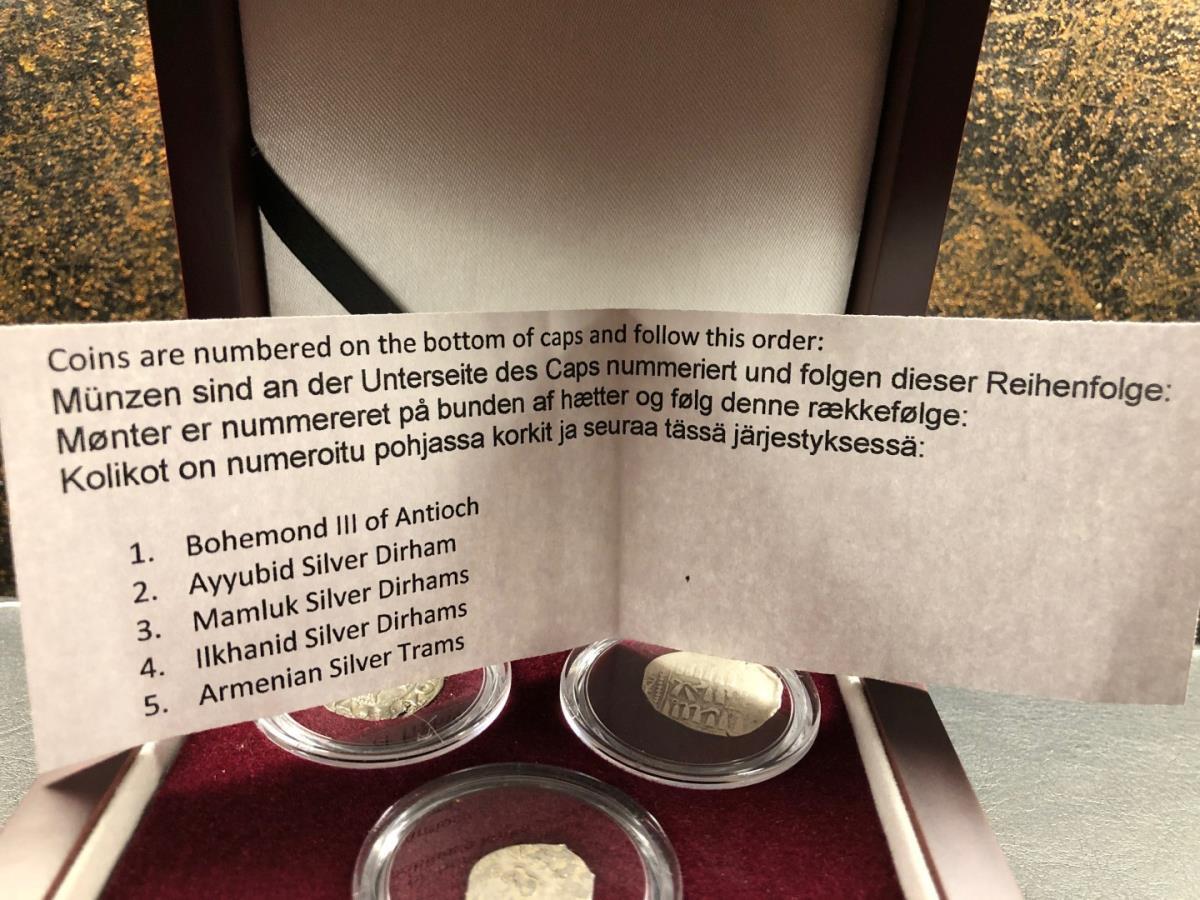 Coins are numbered on the bottom of caps and follow this order:
Münzen sind an der Unterseite des Caps nummeriert und folgen dieser Reihenfolge:
Mønter er nummereret på bunden af hætter og følg denne rækkefølge:
Kolikot on numeroitu pohjassa korkit ja seuraa tässä järjestyksessä:
1. Bohemond III of Antioch
2. Ayyubid Silver Dirham
3. Mamluk Silver Dirhams
4. Ilkhanid Silver Dirhams
5. Armenian Silver Trams